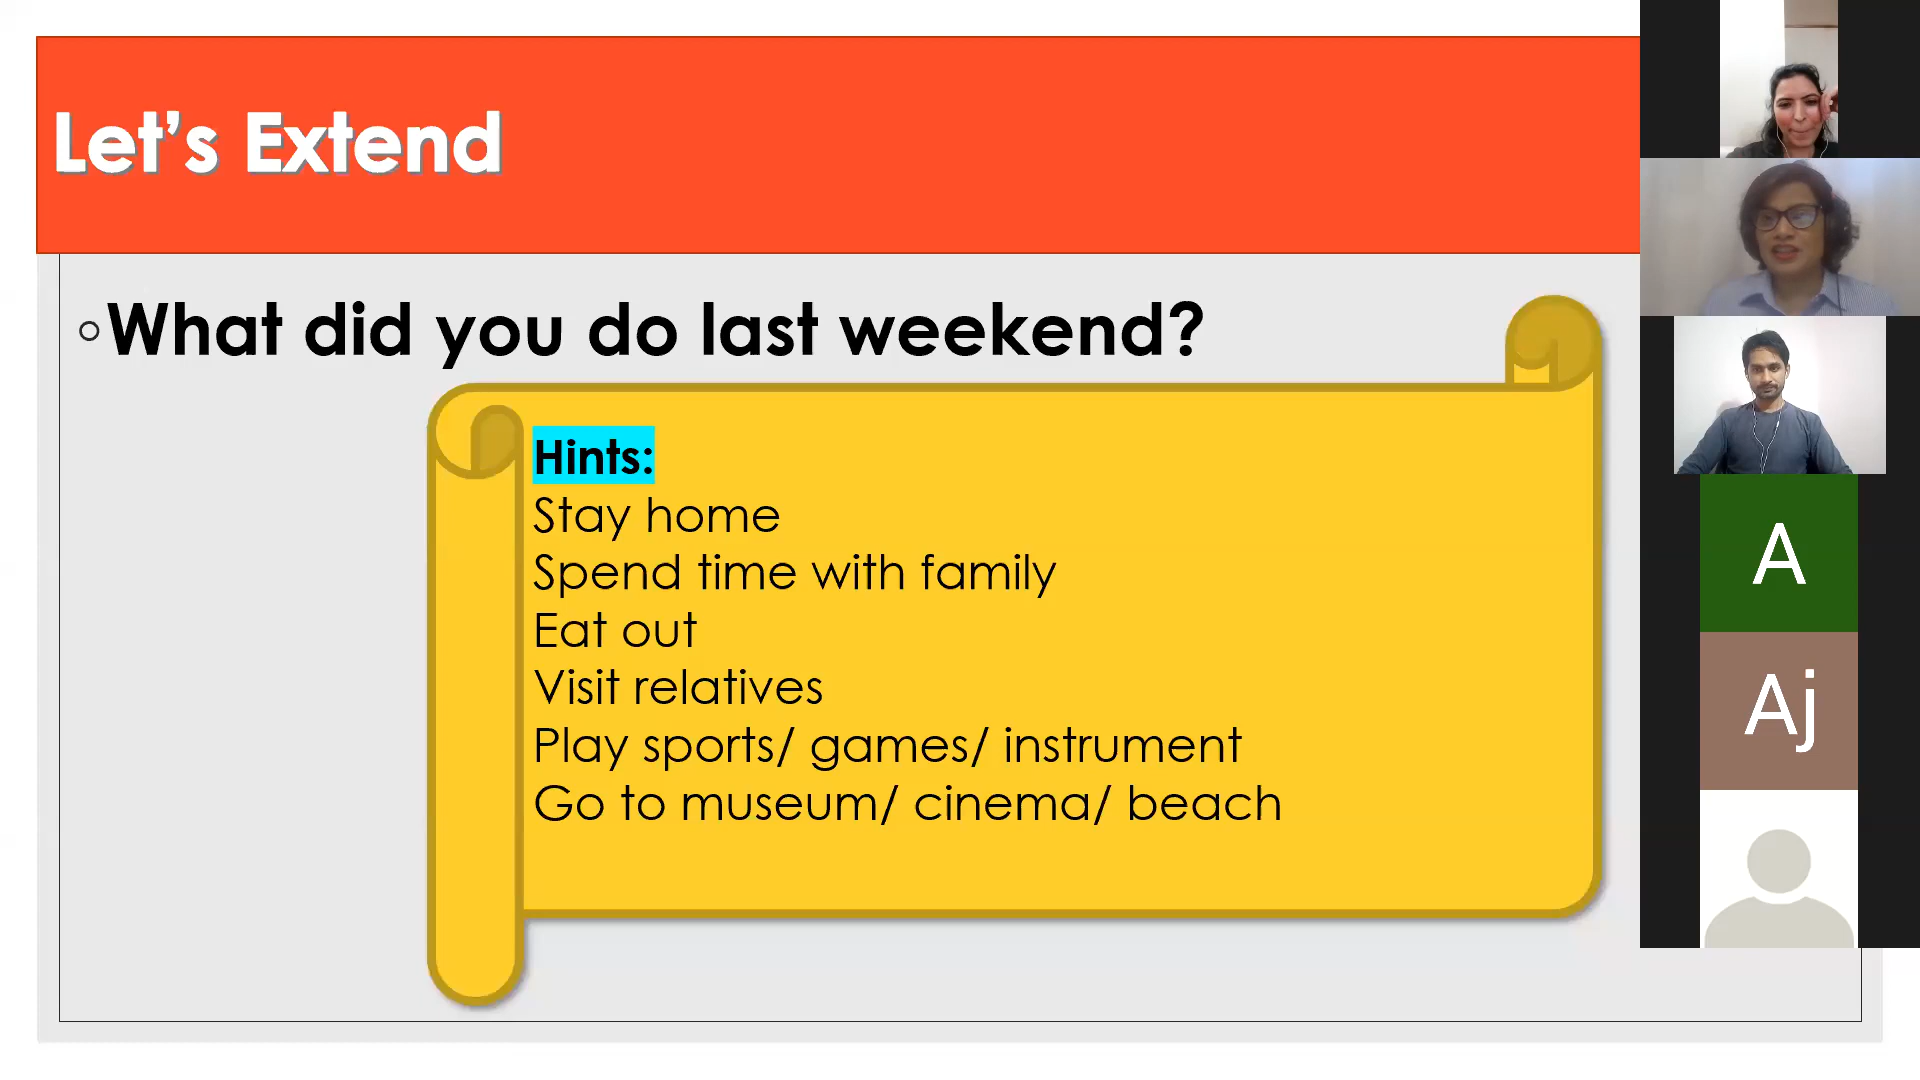 Let's Extend
What did you do last weekend?
Hints:
Stay home
Spend time with family
Eat out
Visit relatives
Play sports/ games/ instrument
Go to museum/ cinema/ beach
A
Aj